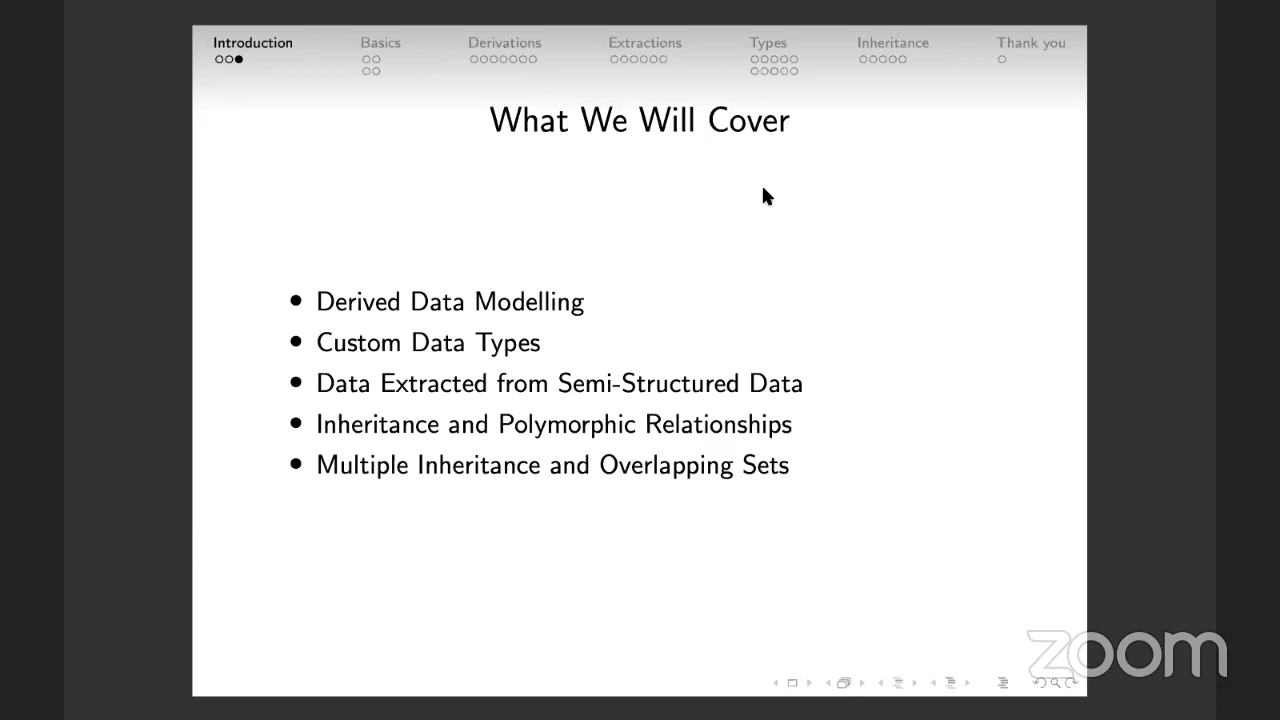 Introduction Basics Derivations Extractions Types Inheritance Thank you
What We Will Cover
• Derived Data Modelling
• Custom Data Types
• Data Extracted from Semi-Structured Data
• Inheritance and Polymorphic Relationships
• Multiple Inheritance and Overlapping Sets
zoom